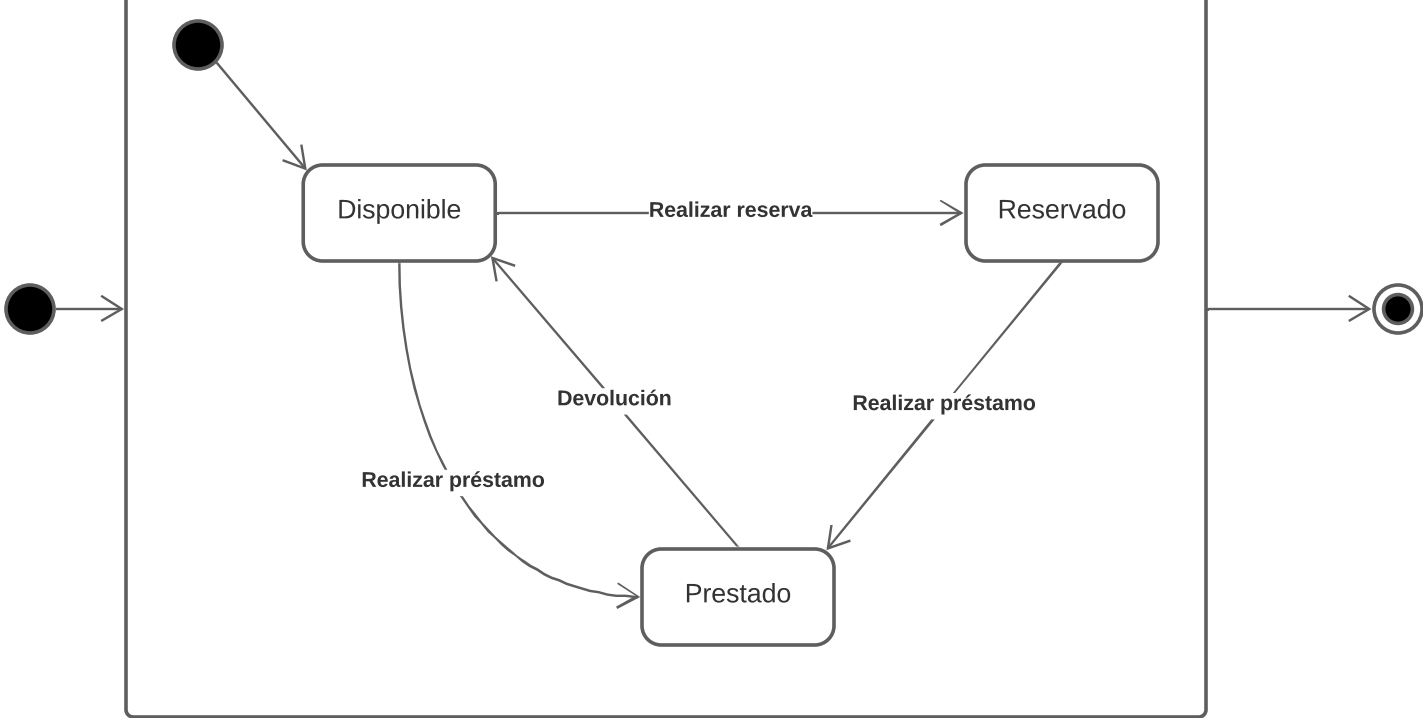 Disponible
Realizar reserva
Reservado
Devolución
Realizar préstamo
Realizar préstamo
Prestado